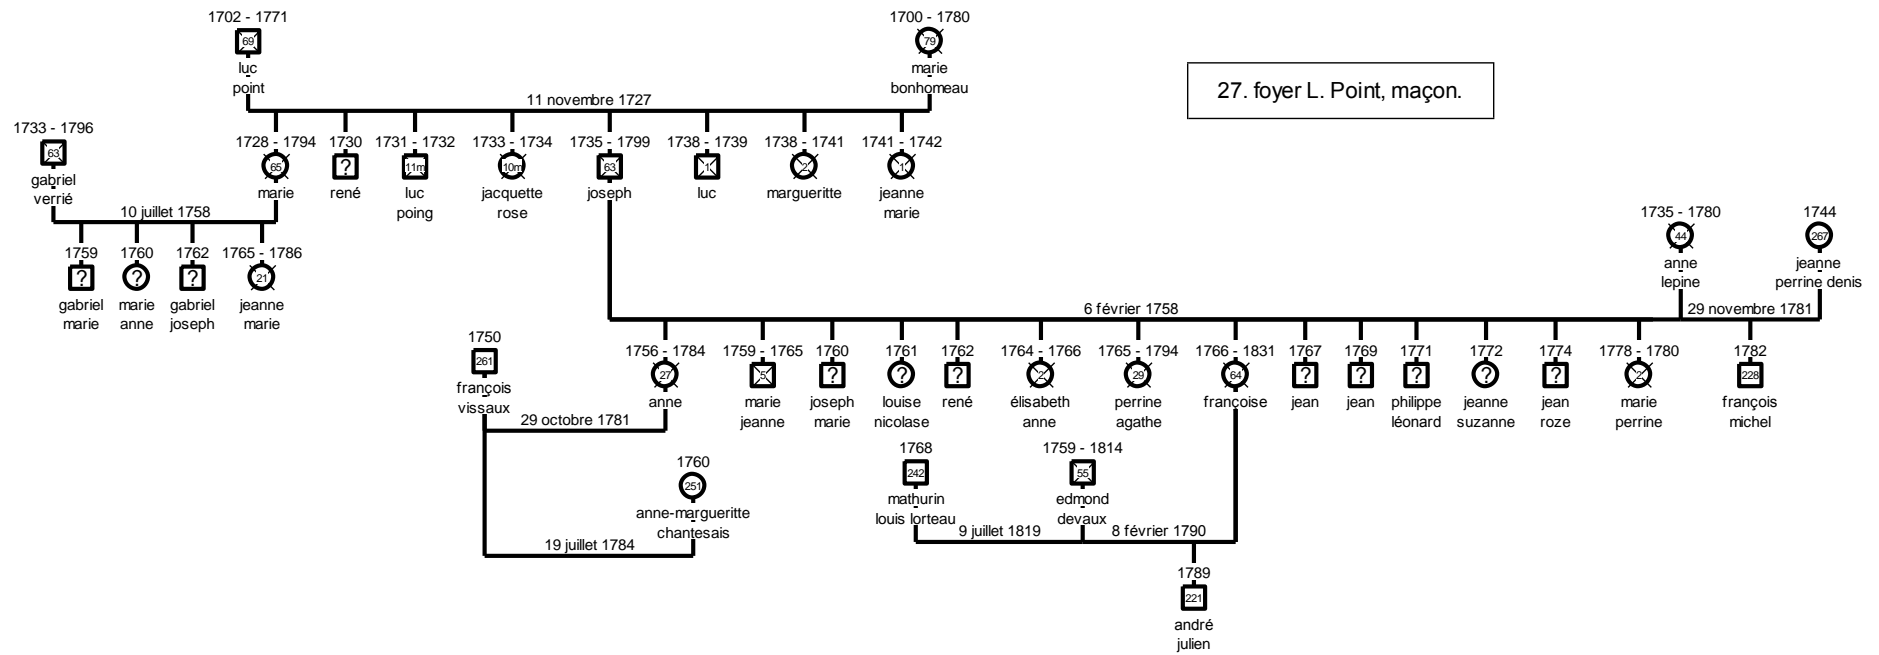 1702 - 1771
69
luc
point
1700 - 1780
79
marie
bonhomeau
27. foyer L. Point, maçon.
11 novembre 1727
1733 - 1796
63
gabriel
verrié
1728 - 1794
65
marie
1730
?
rené
1731 - 1732
11m
luc
poing
1733 - 1734
10m
jacquette
rose
1735 - 1799
63
joseph
1738 - 1739
1
luc
1738 - 1741
2
margueritte
1741 - 1742
1
jeanne
marie
10 juillet 1758
1759
?
gabriel
marie
1760
?
marie
anne
1762
?
gabriel
joseph
1765 - 1786
21
jeanne
marie
1735 - 1780
44
anne
lepine
1744
267
jeanne
perrine denis
6 février 1758
29 novembre 1781
1750
261
françois
vissaux
1756 - 1784
27
anne
1759 - 1765
5
marie
jeanne
1760
?
joseph
marie
1761
?
louise
nicolase
1762
?
rené
1764 - 1766
2
élisabeth
anne
1765 - 1794
29
perrine
agathe
1766 - 1831
64
françoise
1767
?
jean
1769
?
jean
1771
?
philippe
léonard
1772
?
jeanne
suzanne
1774
?
jean
roze
1778 - 1780
2
marie
perrine
1782
228
françois
michel
29 octobre 1781
1760
251
anne-margueritte
chantesais
19 juillet 1784
1768
242
mathurin
louis lorteau
1759 - 1814
55
edmond
devaux
9 juillet 1819
8 février 1790
1789
221
andré
julien